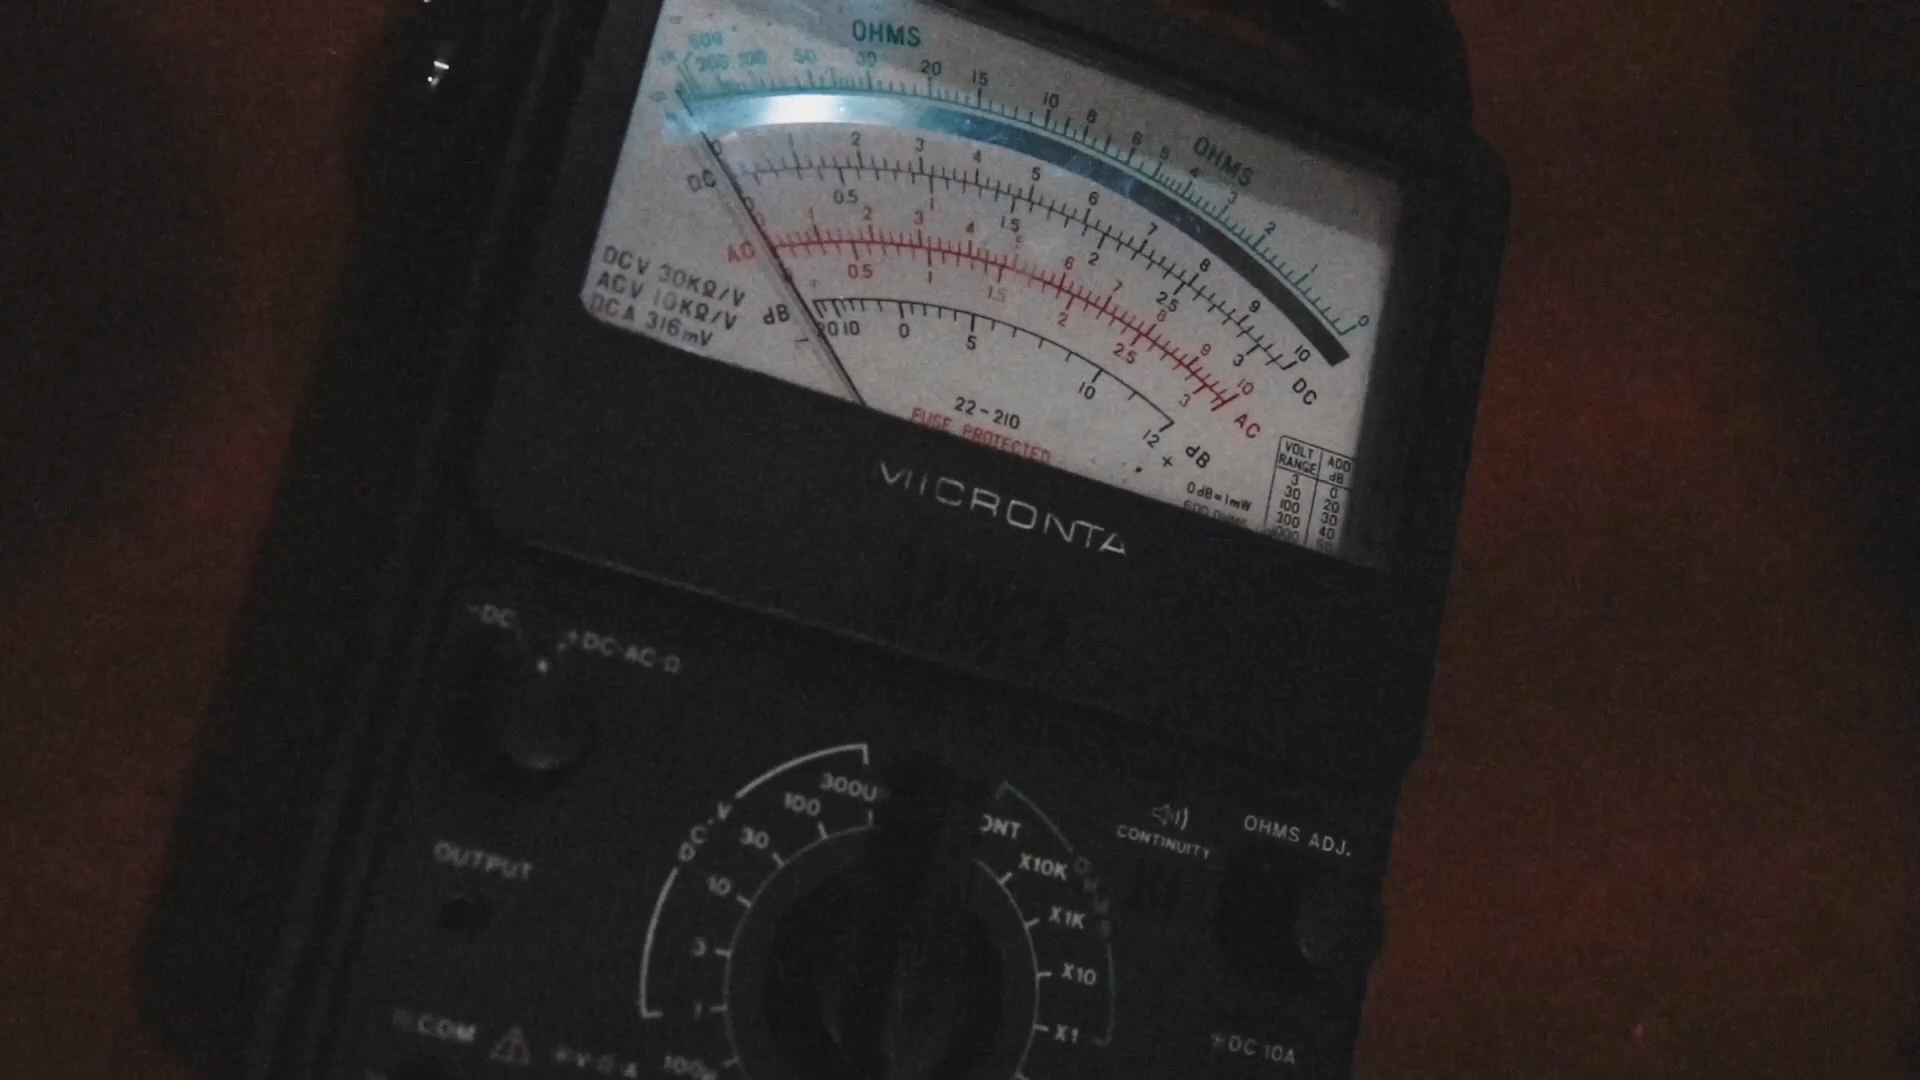 OHMS
200 100 50 30 20 15 10 8 6 5 4 3 2 1 0
OHMS
0 1 2 3 4 5 6 7 8 9 10
DC
DC
0.5 1 1.5 2 2.5 3
0 1 2 3 4 5 6 7 8 9 10
AC
AC
0.5 1 1.5 2 2.5 3
DCV 30KΩ/V
ACV 10KΩ/V
DCA 316mV
dB
20 10 0 5 10 12
dB
- +
22-210
FUSE PROTECTED
0dB=1mW
600 OHMS
VOLT RANGE ADD dB
3 0
30 20
100 30
300 40
MICRONTA
-DC
+DC·AC·Ω
300
100
30
10
3
1
DC·V
X10K
X1K
X10
X1
OHMS
CONTINUITY
OHMS ADJ.
OUTPUT
COM
DC 10A